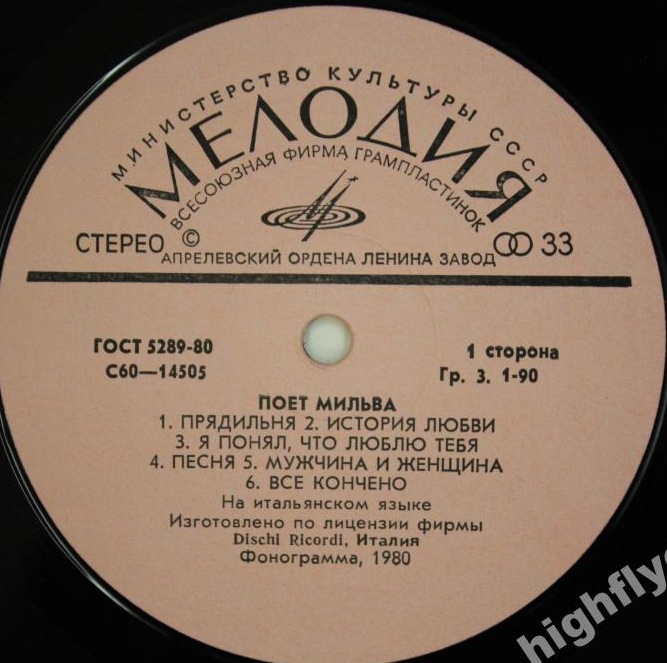 МИНИСТЕРСТВО КУЛЬТУРЫ СССР
МЕЛОДИЯ
ВСЕСОЮЗНАЯ ФИРМА ГРАМПЛАСТИНОК
СТЕРЕО © 33
АПРЕЛЕВСКИЙ ОРДЕНА ЛЕНИНА ЗАВОД
ГОСТ 5289-80
С60—14505
1 сторона
Гр. 3. 1-90
ПОЕТ МИЛЬВА
1. ПРЯДИЛЬНЯ 2. ИСТОРИЯ ЛЮБВИ
3. Я ПОНЯЛ, ЧТО ЛЮБЛЮ ТЕБЯ
4. ПЕСНЯ 5. МУЖЧИНА И ЖЕНЩИНА
6. ВСЕ КОНЧЕНО
На итальянском языке
Изготовлено по лицензии фирмы
Dischi Ricordi, Италия
Фонограмма, 1980
highflye